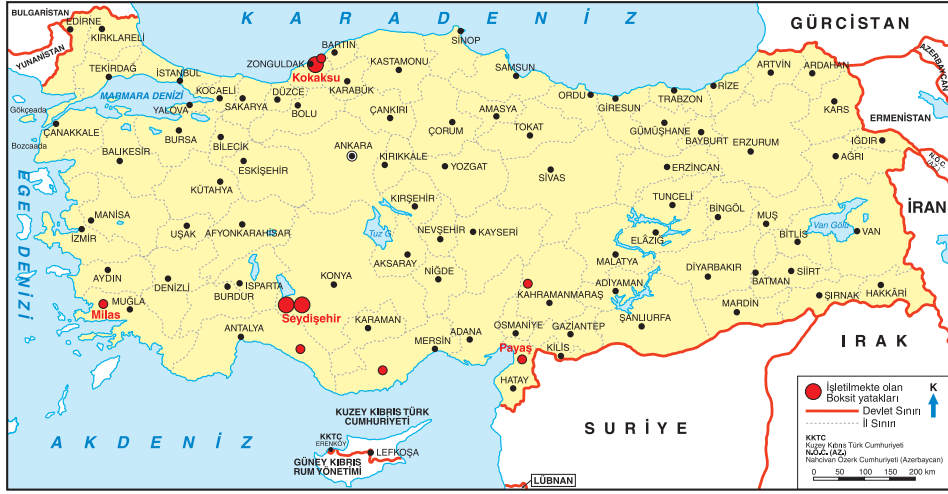 BULGARİSTAN
YUNANİSTAN
K A R A D E N İ Z
GÜRCİSTAN
AZERBAYCAN
ERMENİSTAN
N.Ö.C.
(AZ.)
İRAN
EDİRNE
KIRKLARELİ
TEKİRDAĞ
İSTANBUL
MARMARA DENİZİ
YALOVA
KOCAELİ
SAKARYA
DÜZCE
BOLU
ZONGULDAK
BARTIN
Kokaksu
KARABÜK
KASTAMONU
SİNOP
SAMSUN
ORDU
GİRESUN
TRABZON
RİZE
ARTVİN
ARDAHAN
KARS
Gökçeada
ÇANAKKALE
Bozcaada
BALIKESİR
BURSA
BİLECİK
ESKİŞEHİR
KÜTAHYA
ANKARA
ÇANKIRI
KIRIKKALE
ÇORUM
AMASYA
TOKAT
YOZGAT
SİVAS
GÜMÜŞHANE
BAYBURT
ERZİNCAN
ERZURUM
IĞDIR
AĞRI
EGE DENİZİ
MANİSA
İZMİR
UŞAK
AFYONKARAHİSAR
KIRŞEHİR
Tuz G.
NEVŞEHİR
KAYSERİ
AKSARAY
NİĞDE
TUNCELİ
ELAZIĞ
MALATYA
BİNGÖL
MUŞ
BİTLİS
Van Gölü
VAN
AYDIN
DENİZLİ
BURDUR
ISPARTA
KONYA
Milas
MUĞLA
ANTALYA
Seydişehir
KARAMAN
MERSİN
ADANA
KAHRAMANMARAŞ
OSMANİYE
GAZİANTEP
Payas
KİLİS
HATAY
ADIYAMAN
ŞANLIURFA
DİYARBAKIR
BATMAN
SİİRT
MARDİN
ŞIRNAK
HAKKÂRİ
A K D E N İ Z
KUZEY KIBRIS TÜRK
CUMHURİYETİ
KKTC
ERENKÖY
LEFKOŞA
GÜNEY KIBRIS
RUM YÖNETİMİ
LÜBNAN
S U R İ Y E
I R A K
İşletilmekte olan
Boksit yatakları
K
Devlet Sınırı
İl Sınırı
KKTC
Kuzey Kıbrıs Türk Cumhuriyeti
N.Ö.C. (AZ.)
Nahcivan Özerk Cumhuriyeti (Azerbaycan)
0 50 100 150 200 km